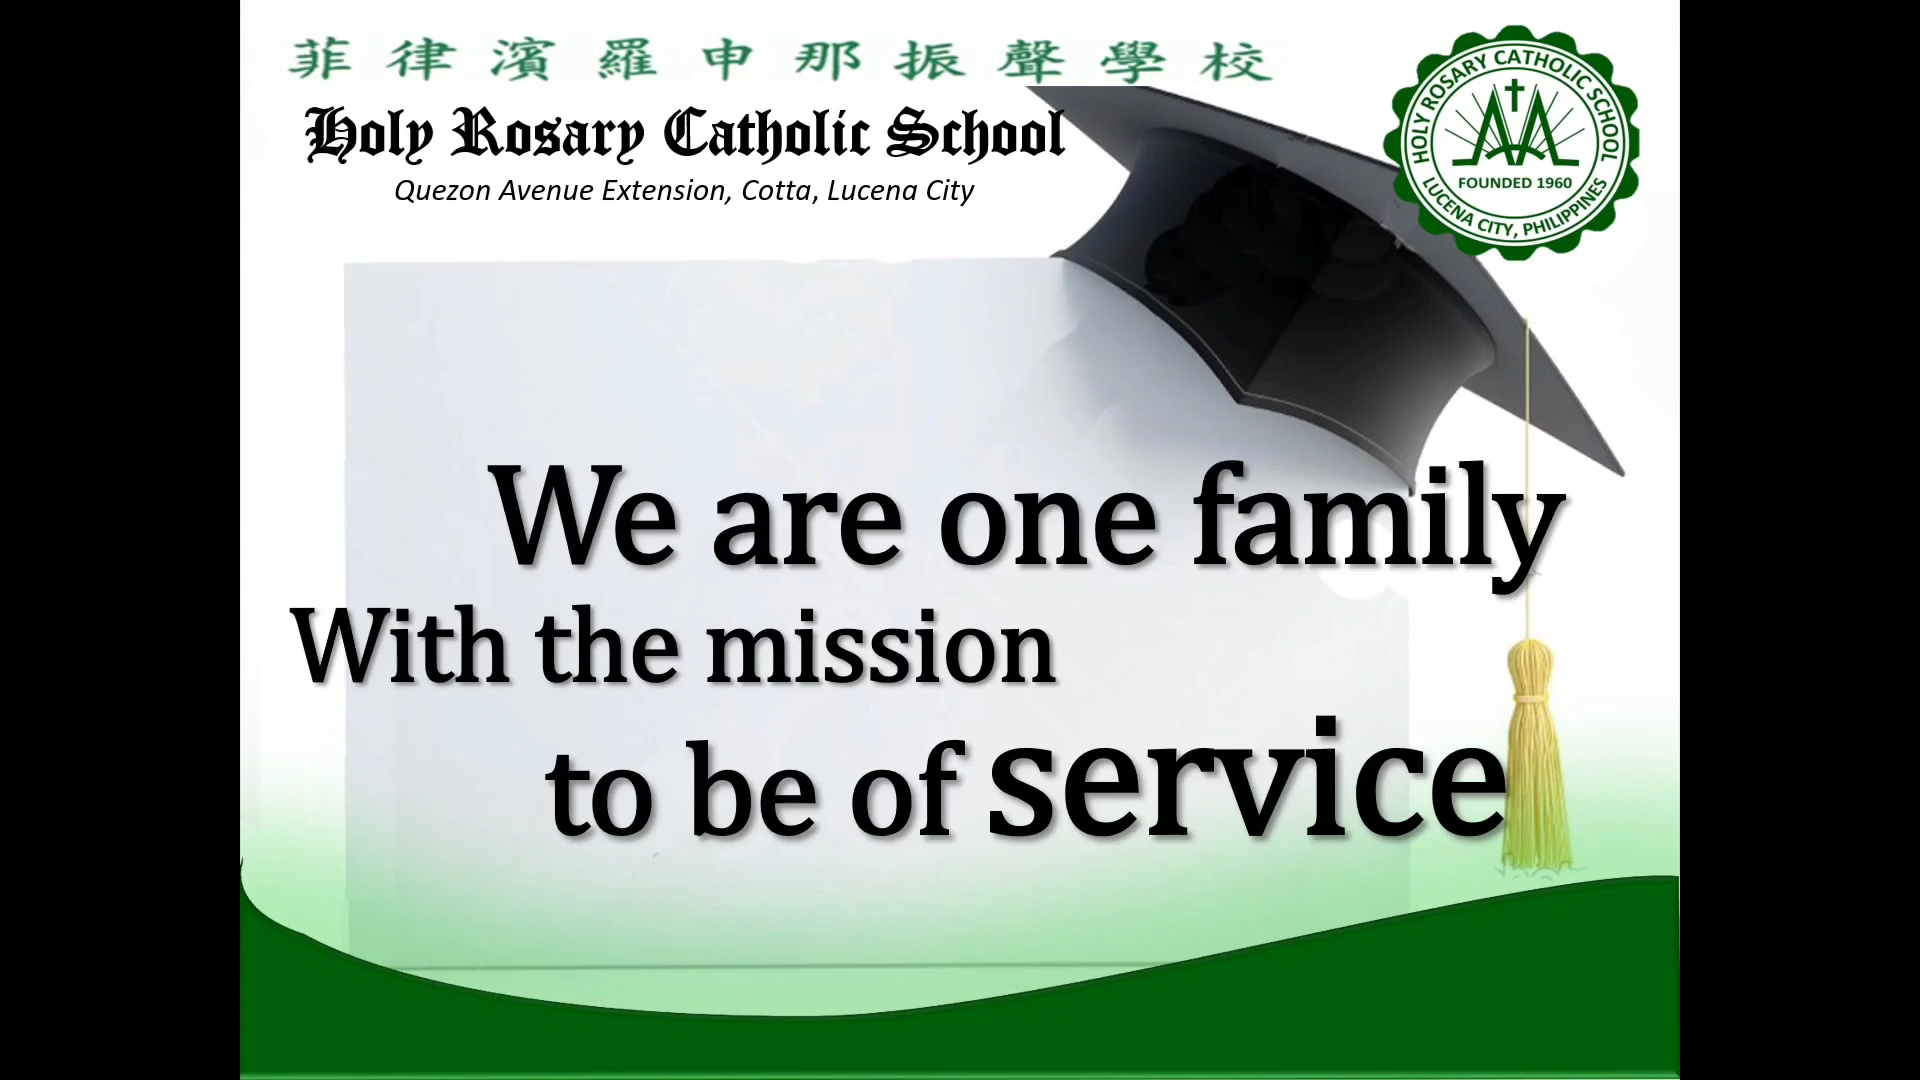 菲律濱羅申那振聲學校
Holy Rosary Catholic School
Quezon Avenue Extension, Cotta, Lucena City
HOLY ROSARY CATHOLIC SCHOOL
FOUNDED 1960
LUCENA CITY, PHILIPPINES
We are one family
With the mission
to be of service